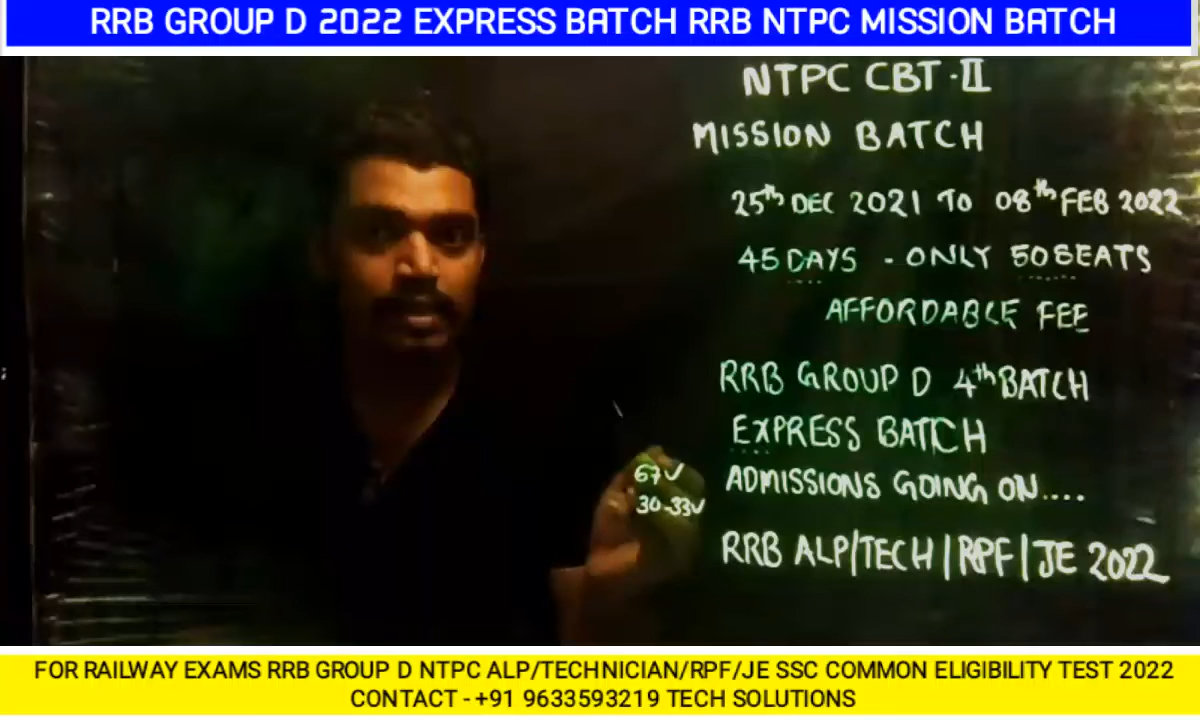 RRB GROUP D 2022 EXPRESS BATCH RRB NTPC MISSION BATCH
NTPC CBT-II
MISSION BATCH
25th DEC 2021 TO 08th FEB 2022
45 DAYS - ONLY 50 SEATS
AFFORDABLE FEE
RRB GROUP D 4th BATCH
EXPRESS BATCH
67✓
ADMISSIONS GOING ON....
30-33✓
RRB ALP/TECH/RPF/JE 2022
FOR RAILWAY EXAMS RRB GROUP D NTPC ALP/TECHNICIAN/RPF/JE SSC COMMON ELIGIBILITY TEST 2022
CONTACT - +91 9633593219 TECH SOLUTIONS